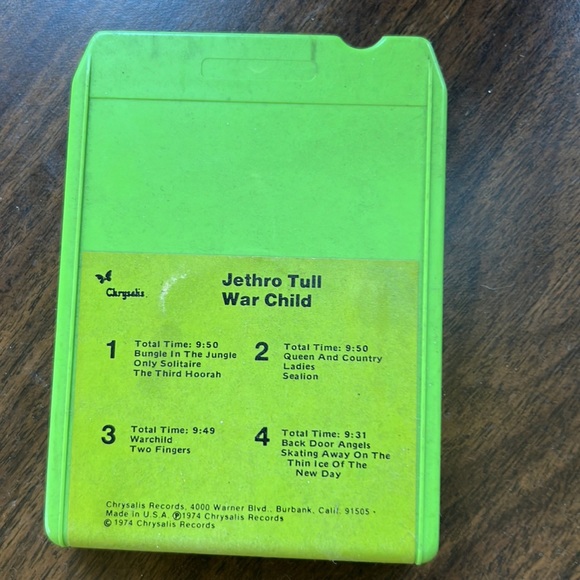 Chrysalis.
Jethro Tull
War Child
1
Total Time: 9:50
Bungle In The Jungle
Only Solitaire
The Third Hoorah
2
Total Time: 9:50
Queen And Country
Ladies
Sealion
3
Total Time: 9:49
Warchild
Two Fingers
4
Total Time: 9:31
Back Door Angels
Skating Away On The
Thin Ice Of The
New Day
Chrysalis Records, 4000 Warner Blvd., Burbank, Calif. 91505 -
Made in U.S.A. ℗1974 Chrysalis Records
© 1974 Chrysalis Records